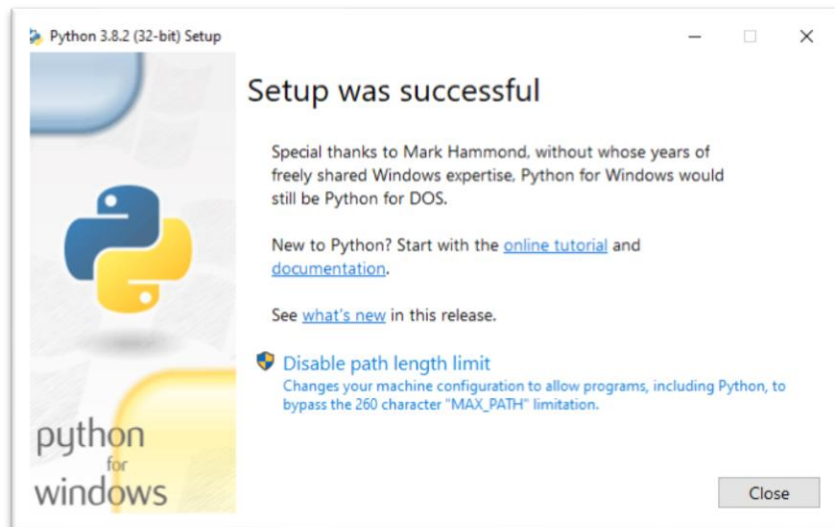 Python 3.8.2 (32-bit) Setup
Setup was successful
Special thanks to Mark Hammond, without whose years of
freely shared Windows expertise, Python for Windows would
still be Python for DOS.
New to Python? Start with the online tutorial and
documentation.
See what's new in this release.
Disable path length limit
Changes your machine configuration to allow programs, including Python, to
bypass the 260 character "MAX_PATH" limitation.
python
for
windows
Close